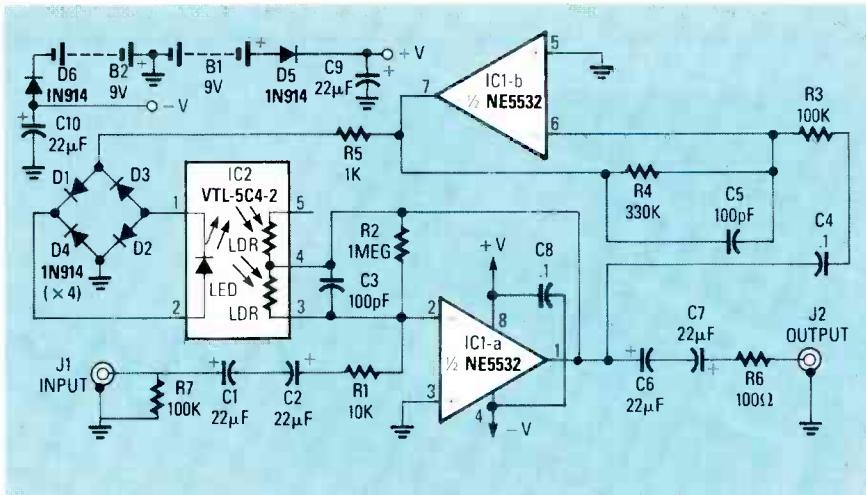 D6
1N914
B2
9V
B1
9V
D5
1N914
C9
22μF
+V
-V
C10
22μF
D1
D3
D4
D2
1N914
(×4)
1
2
IC2
VTL-5C4-2
5
LDR
4
LED
3
LDR
R5
1K
7
IC1-b
½ NE5532
5
6
R3
100K
R4
330K
C5
100pF
C4
.1
R2
1MEG
C3
100pF
+V
C8
.1
8
2
IC1-a
½ NE5532
1
3
4
-V
J1
INPUT
R7
100K
C1
22μF
C2
22μF
R1
10K
C6
22μF
C7
22μF
R6
100Ω
J2
OUTPUT